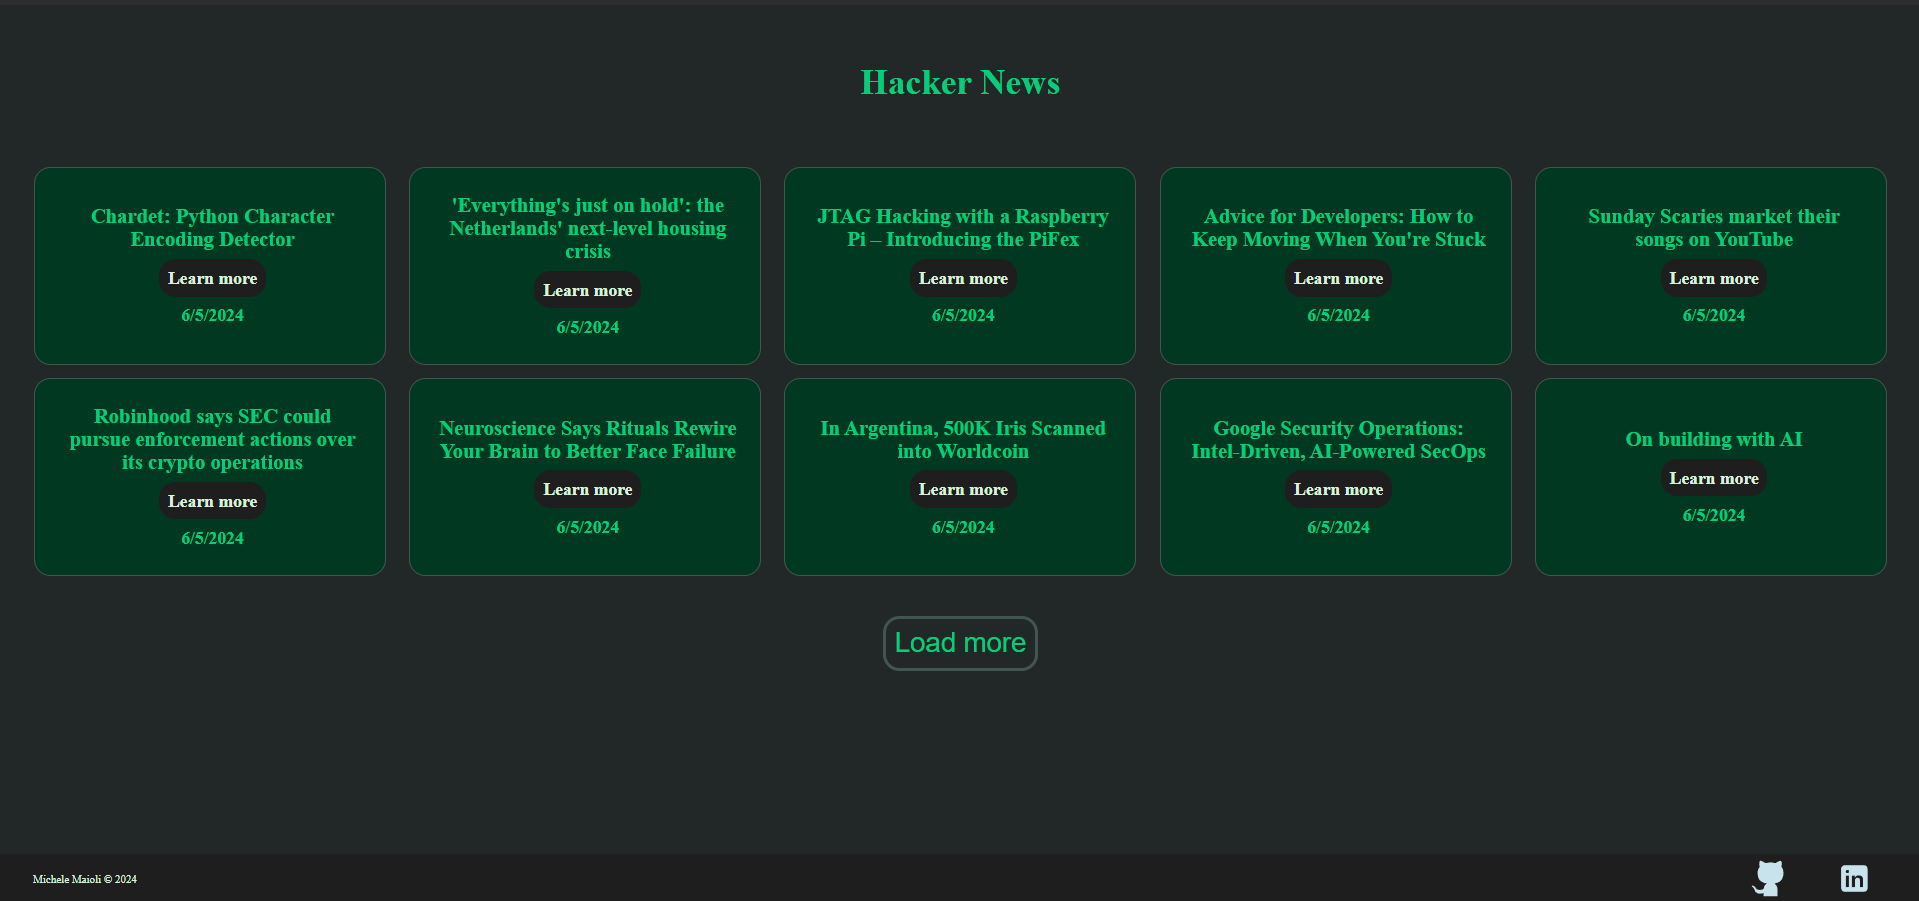 Hacker News
Chardet: Python Character
Encoding Detector
Learn more
6/5/2024
'Everything's just on hold': the
Netherlands' next-level housing
crisis
Learn more
6/5/2024
JTAG Hacking with a Raspberry
Pi – Introducing the PiFex
Learn more
6/5/2024
Advice for Developers: How to
Keep Moving When You're Stuck
Learn more
6/5/2024
Sunday Scaries market their
songs on YouTube
Learn more
6/5/2024
Robinhood says SEC could
pursue enforcement actions over
its crypto operations
Learn more
6/5/2024
Neuroscience Says Rituals Rewire
Your Brain to Better Face Failure
Learn more
6/5/2024
In Argentina, 500K Iris Scanned
into Worldcoin
Learn more
6/5/2024
Google Security Operations:
Intel-Driven, AI-Powered SecOps
Learn more
6/5/2024
On building with AI
Learn more
6/5/2024
Load more
Michele Maioli © 2024
in